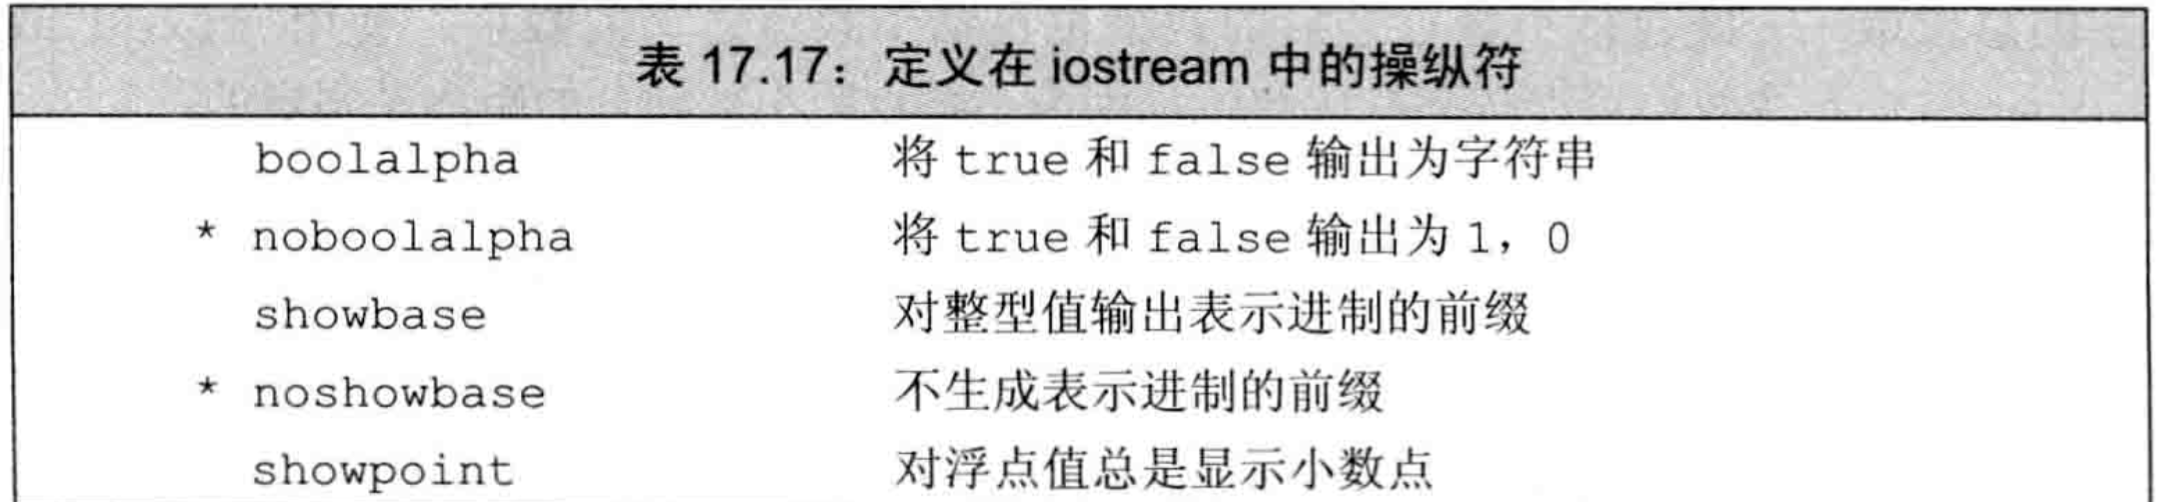 表 17.17：定义在 iostream 中的操纵符
boolalpha 将 true 和 false 输出为字符串
* noboolalpha 将 true 和 false 输出为 1，0
showbase 对整型值输出表示进制的前缀
* noshowbase 不生成表示进制的前缀
showpoint 对浮点值总是显示小数点